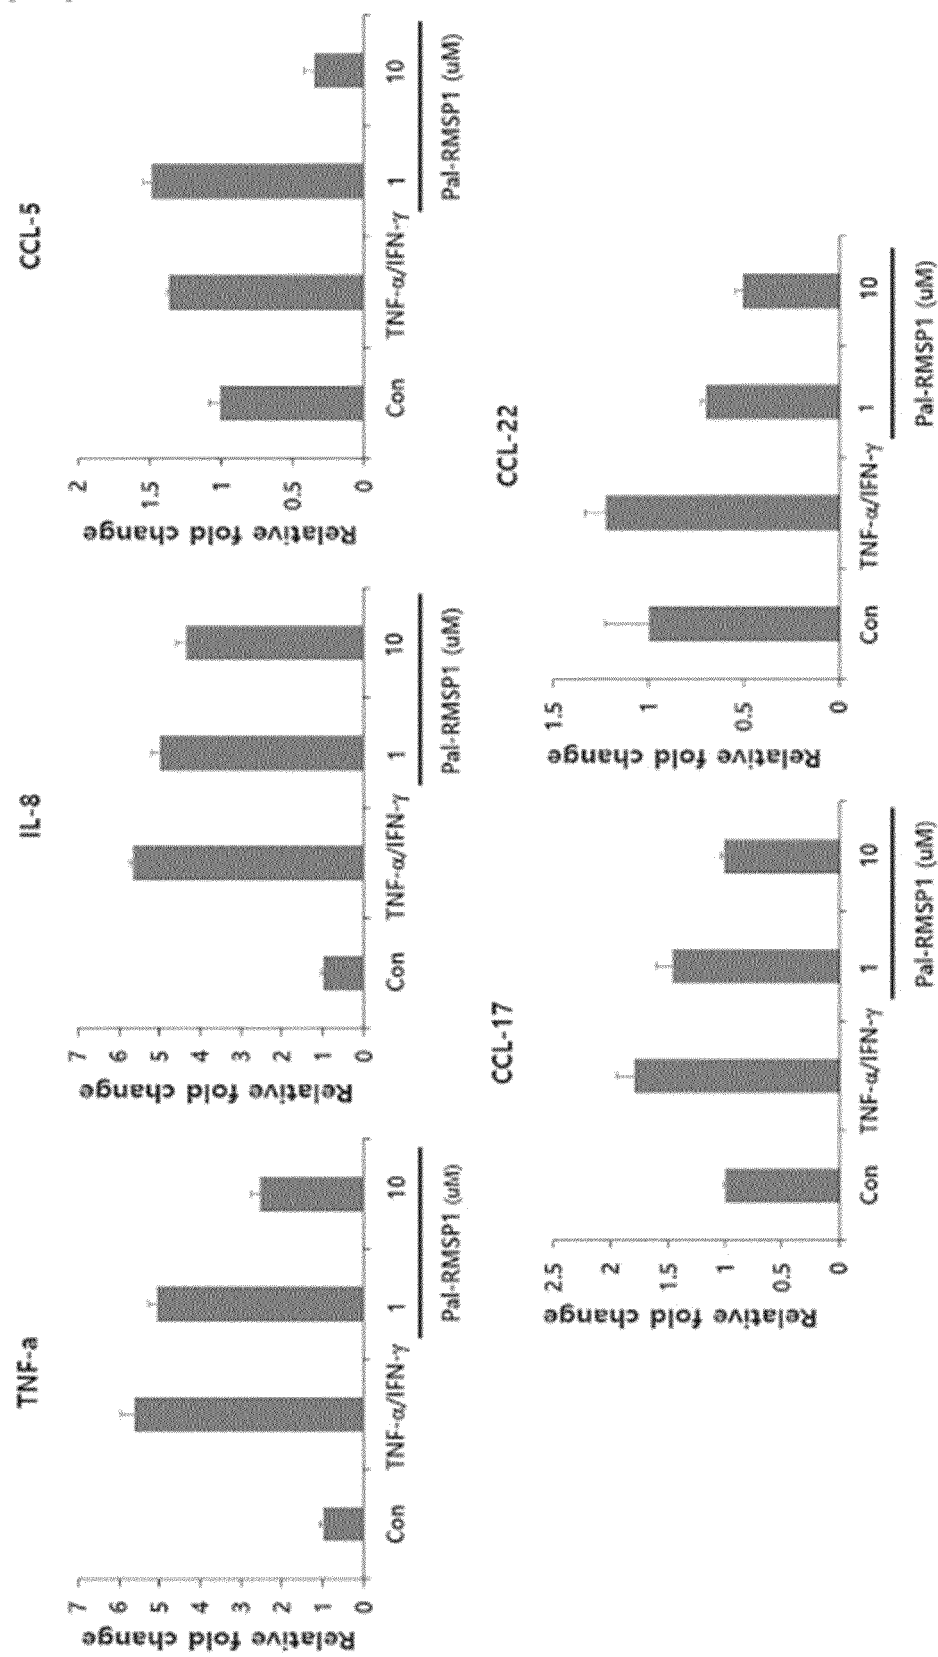 TNF-a
Relative fold change
7
6
5
4
3
2
1
0
Con
TNF-α/IFN-γ
1
10
Pal-RMSP1 (uM)
IL-8
Relative fold change
7
6
5
4
3
2
1
0
Con
TNF-α/IFN-γ
1
10
Pal-RMSP1 (uM)
CCL-5
Relative fold change
2
1.5
1
0.5
0
Con
TNF-α/IFN-γ
1
10
Pal-RMSP1 (uM)
CCL-17
Relative fold change
2.5
2
1.5
1
0.5
0
Con
TNF-α/IFN-γ
1
10
Pal-RMSP1 (uM)
CCL-22
Relative fold change
1.5
1
0.5
0
Con
TNF-α/IFN-γ
1
10
Pal-RMSP1 (uM)